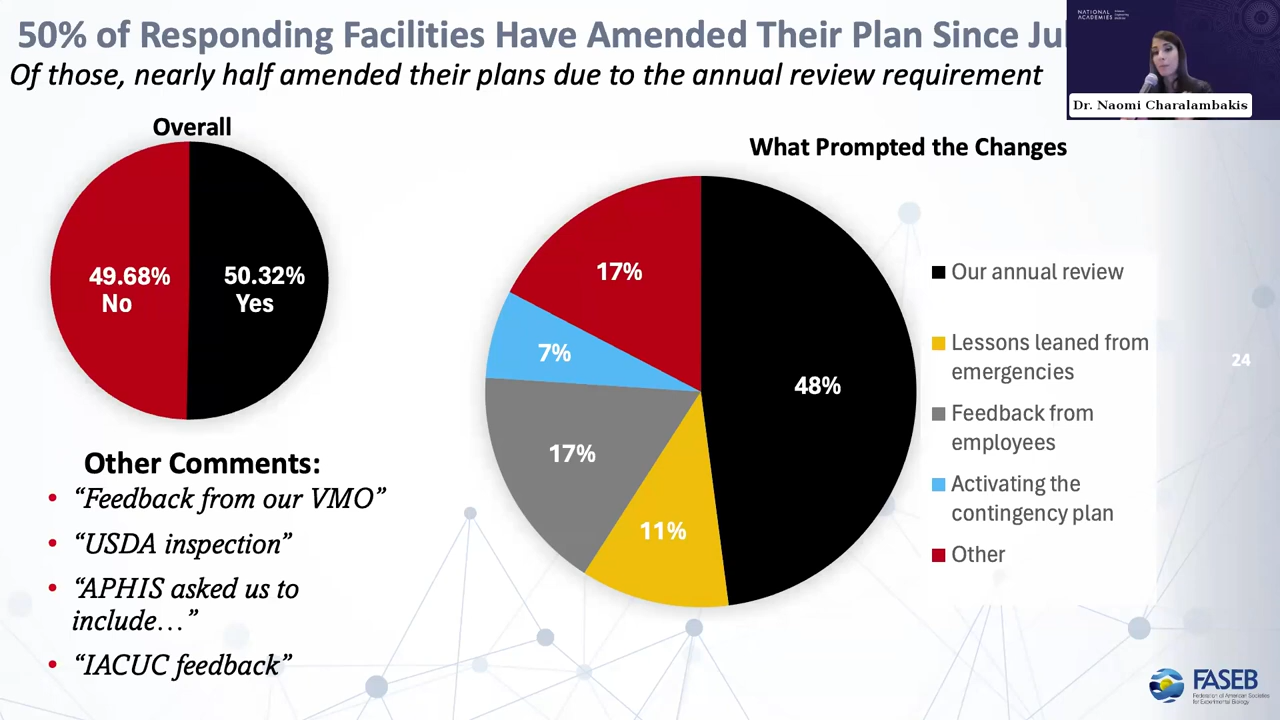 50% of Responding Facilities Have Amended Their Plan Since
Of those, nearly half amended their plans due to the annual review requirement
NATIONAL
ACADEMIES
Dr. Naomi Charalambakis
Overall
49.68%
No
50.32%
Yes
Other Comments:
• “Feedback from our VMO”
• “USDA inspection”
• “APHIS asked us to
include…”
• “IACUC feedback”
What Prompted the Changes
17%
7%
17%
11%
48%
Our annual review
Lessons leaned from
emergencies
Feedback from
employees
Activating the
contingency plan
Other
24
FASEB
Federation of American Societies
for Experimental Biology